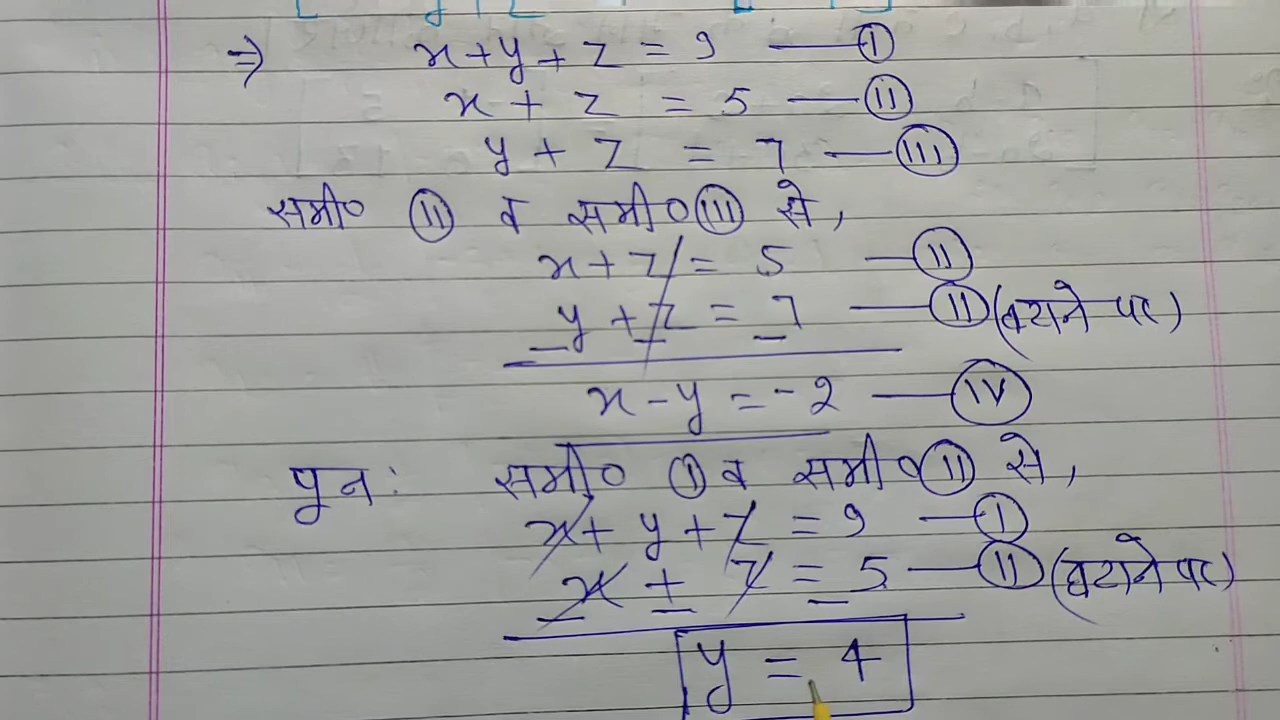 ⇒ x + y + z = 9 — I
x + z = 5 — II
y + z = 7 — III
समी० II व समी० III से,
x + z = 5 — II
y + z = 7 — II (घटाने पर)
x - y = -2 — IV
पुनः समी० I व समी० II से,
x + y + z = 9 — I
x + z = 5 — II (घटाने पर)
y = 4